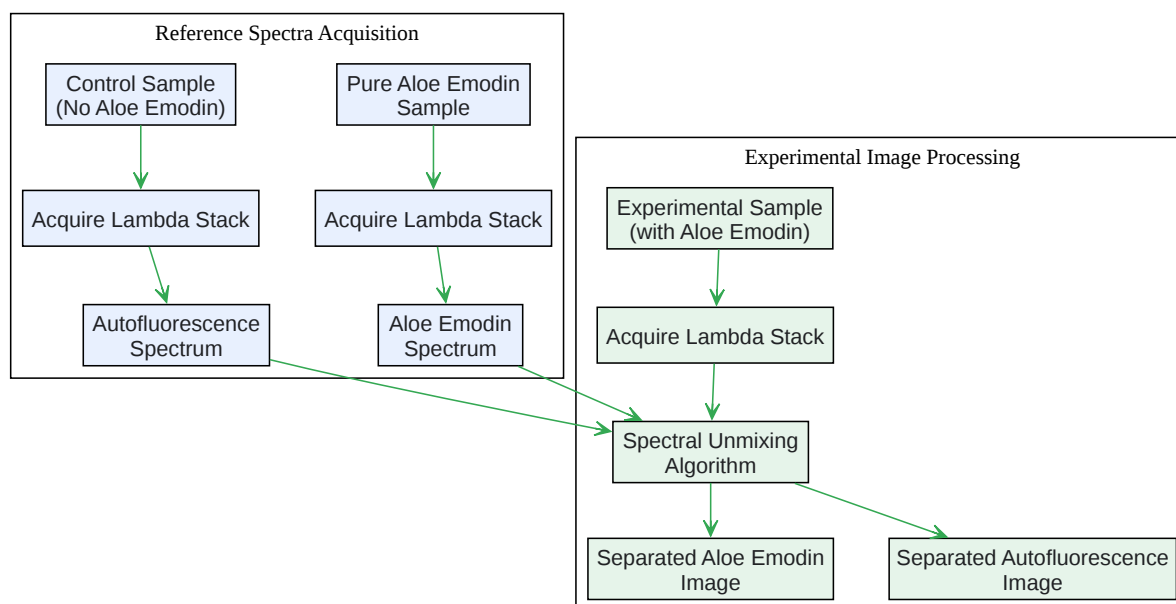 Reference Spectra Acquisition
Control Sample
(No Aloe Emodin)
Pure Aloe Emodin
Sample
Acquire Lambda Stack
Acquire Lambda Stack
Autofluorescence
Spectrum
Aloe Emodin
Spectrum
Experimental Image Processing
Experimental Sample
(with Aloe Emodin)
Acquire Lambda Stack
Spectral Unmixing
Algorithm
Separated Aloe Emodin
Image
Separated Autofluorescence
Image